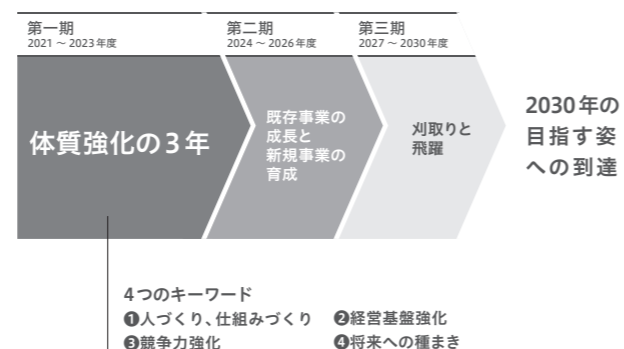 第一期
2021 ～ 2023年度
第二期
2024 ～ 2026年度
第三期
2027 ～ 2030年度
体質強化の3年
既存事業の
成長と
新規事業の
育成
刈取りと
飛躍
2030年の
目指す姿
への到達
4つのキーワード
❶人づくり、仕組みづくり ❷経営基盤強化
❸競争力強化 ❹将来への種まき